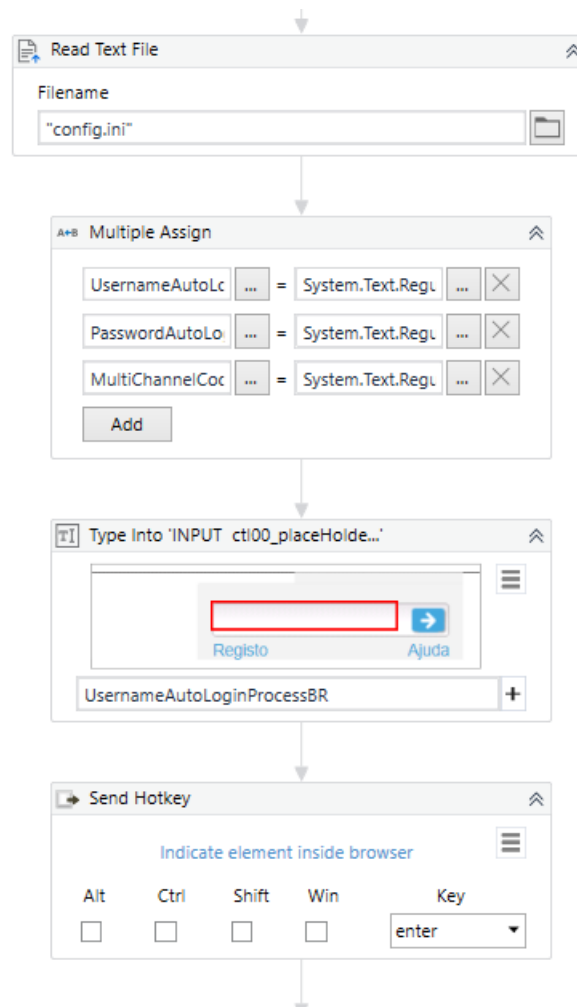 Read Text File
Filename
"config.ini"
A+B Multiple Assign
UsernameAutoLc ... = System.Text.Regu ...
PasswordAutoLo ... = System.Text.Regu ...
MultiChannelCoc ... = System.Text.Regu ...
Add
TI Type Into 'INPUT ctl00_placeHolde...'
Registo Ajuda
UsernameAutoLoginProcessBR +
Send Hotkey
Indicate element inside browser
Alt Ctrl Shift Win Key
enter